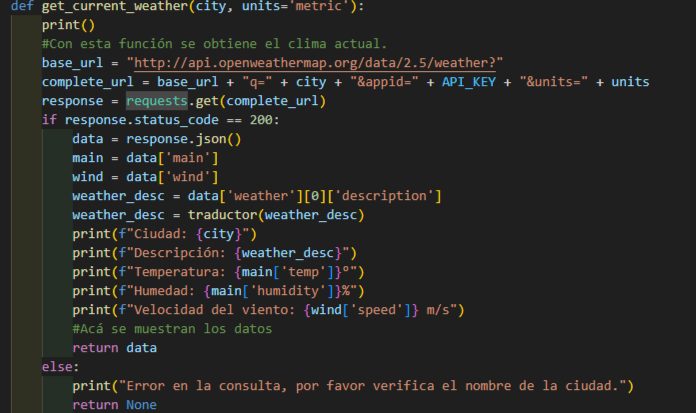 def get_current_weather(city, units='metric'):
    print()
    #Con esta función se obtiene el clima actual.
    base_url = "http://api.openweathermap.org/data/2.5/weather?"
    complete_url = base_url + "q=" + city + "&appid=" + API_KEY + "&units=" + units
    response = requests.get(complete_url)
    if response.status_code == 200:
        data = response.json()
        main = data['main']
        wind = data['wind']
        weather_desc = data['weather'][0]['description']
        weather_desc = traductor(weather_desc)
        print(f"Ciudad: {city}")
        print(f"Descripción: {weather_desc}")
        print(f"Temperatura: {main['temp']}°")
        print(f"Humedad: {main['humidity']}%")
        print(f"Velocidad del viento: {wind['speed']} m/s")
        #Acá se muestran los datos
        return data
    else:
        print("Error en la consulta, por favor verifica el nombre de la ciudad.")
        return None